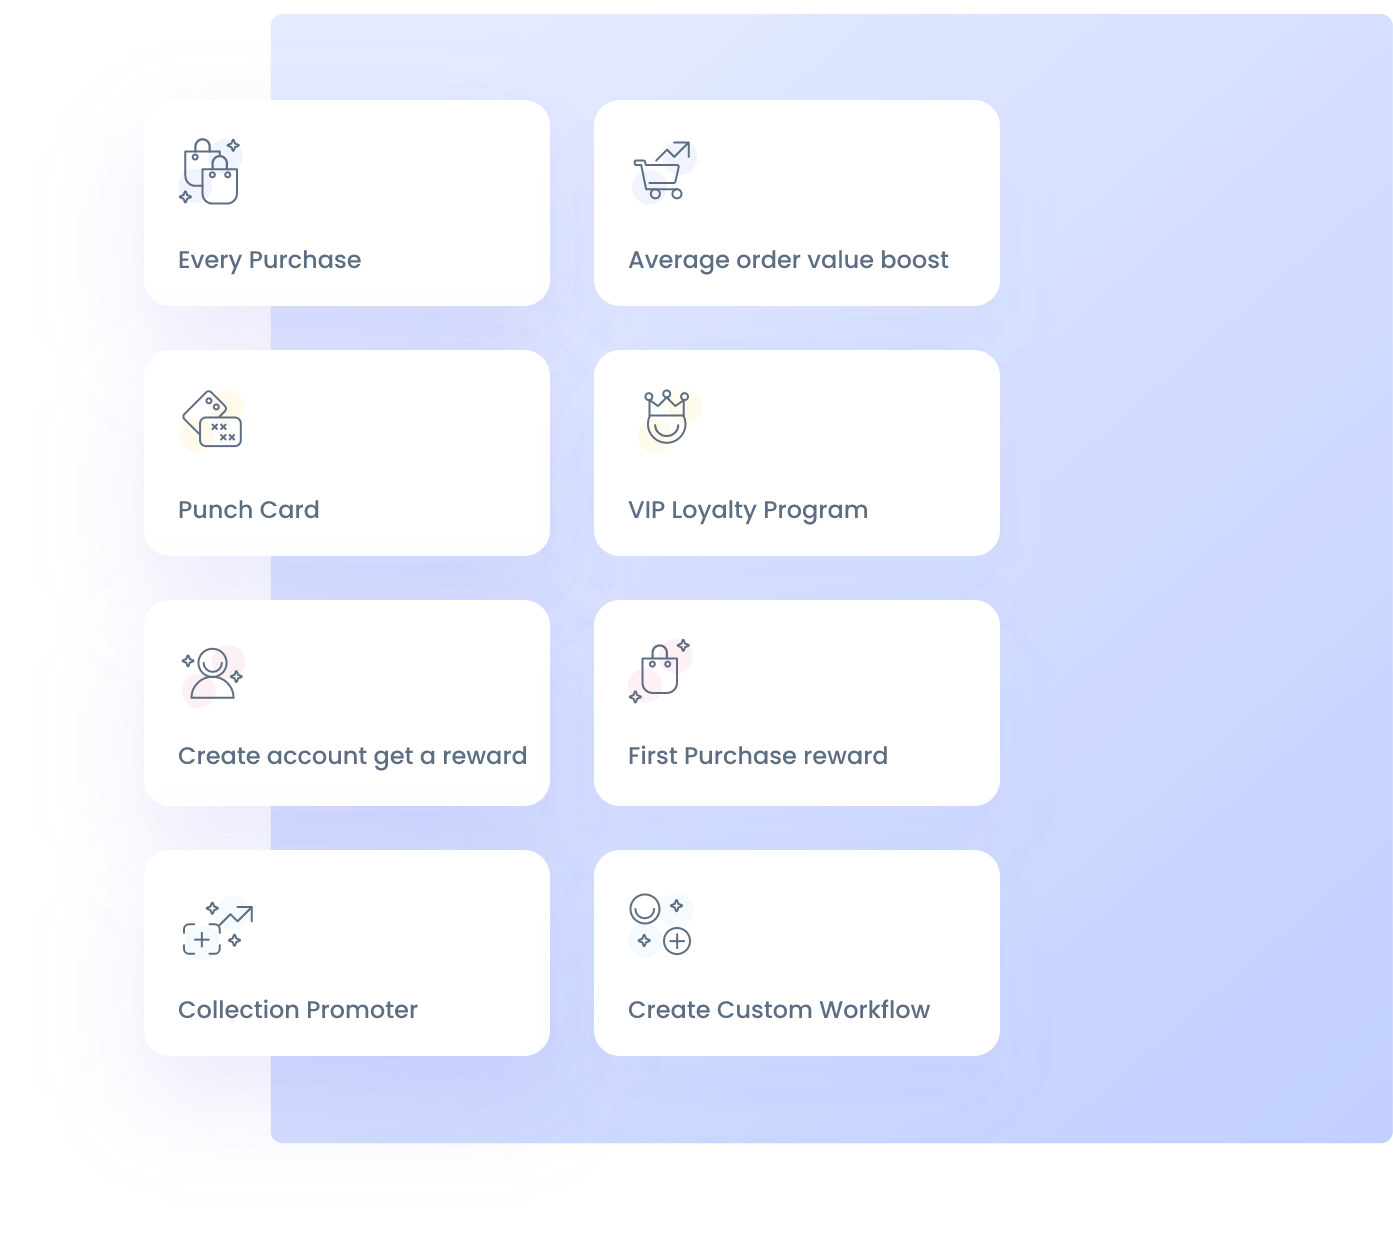 Every Purchase
Average order value boost
Punch Card
VIP Loyalty Program
Create account get a reward
First Purchase reward
Collection Promoter
Create Custom Workflow